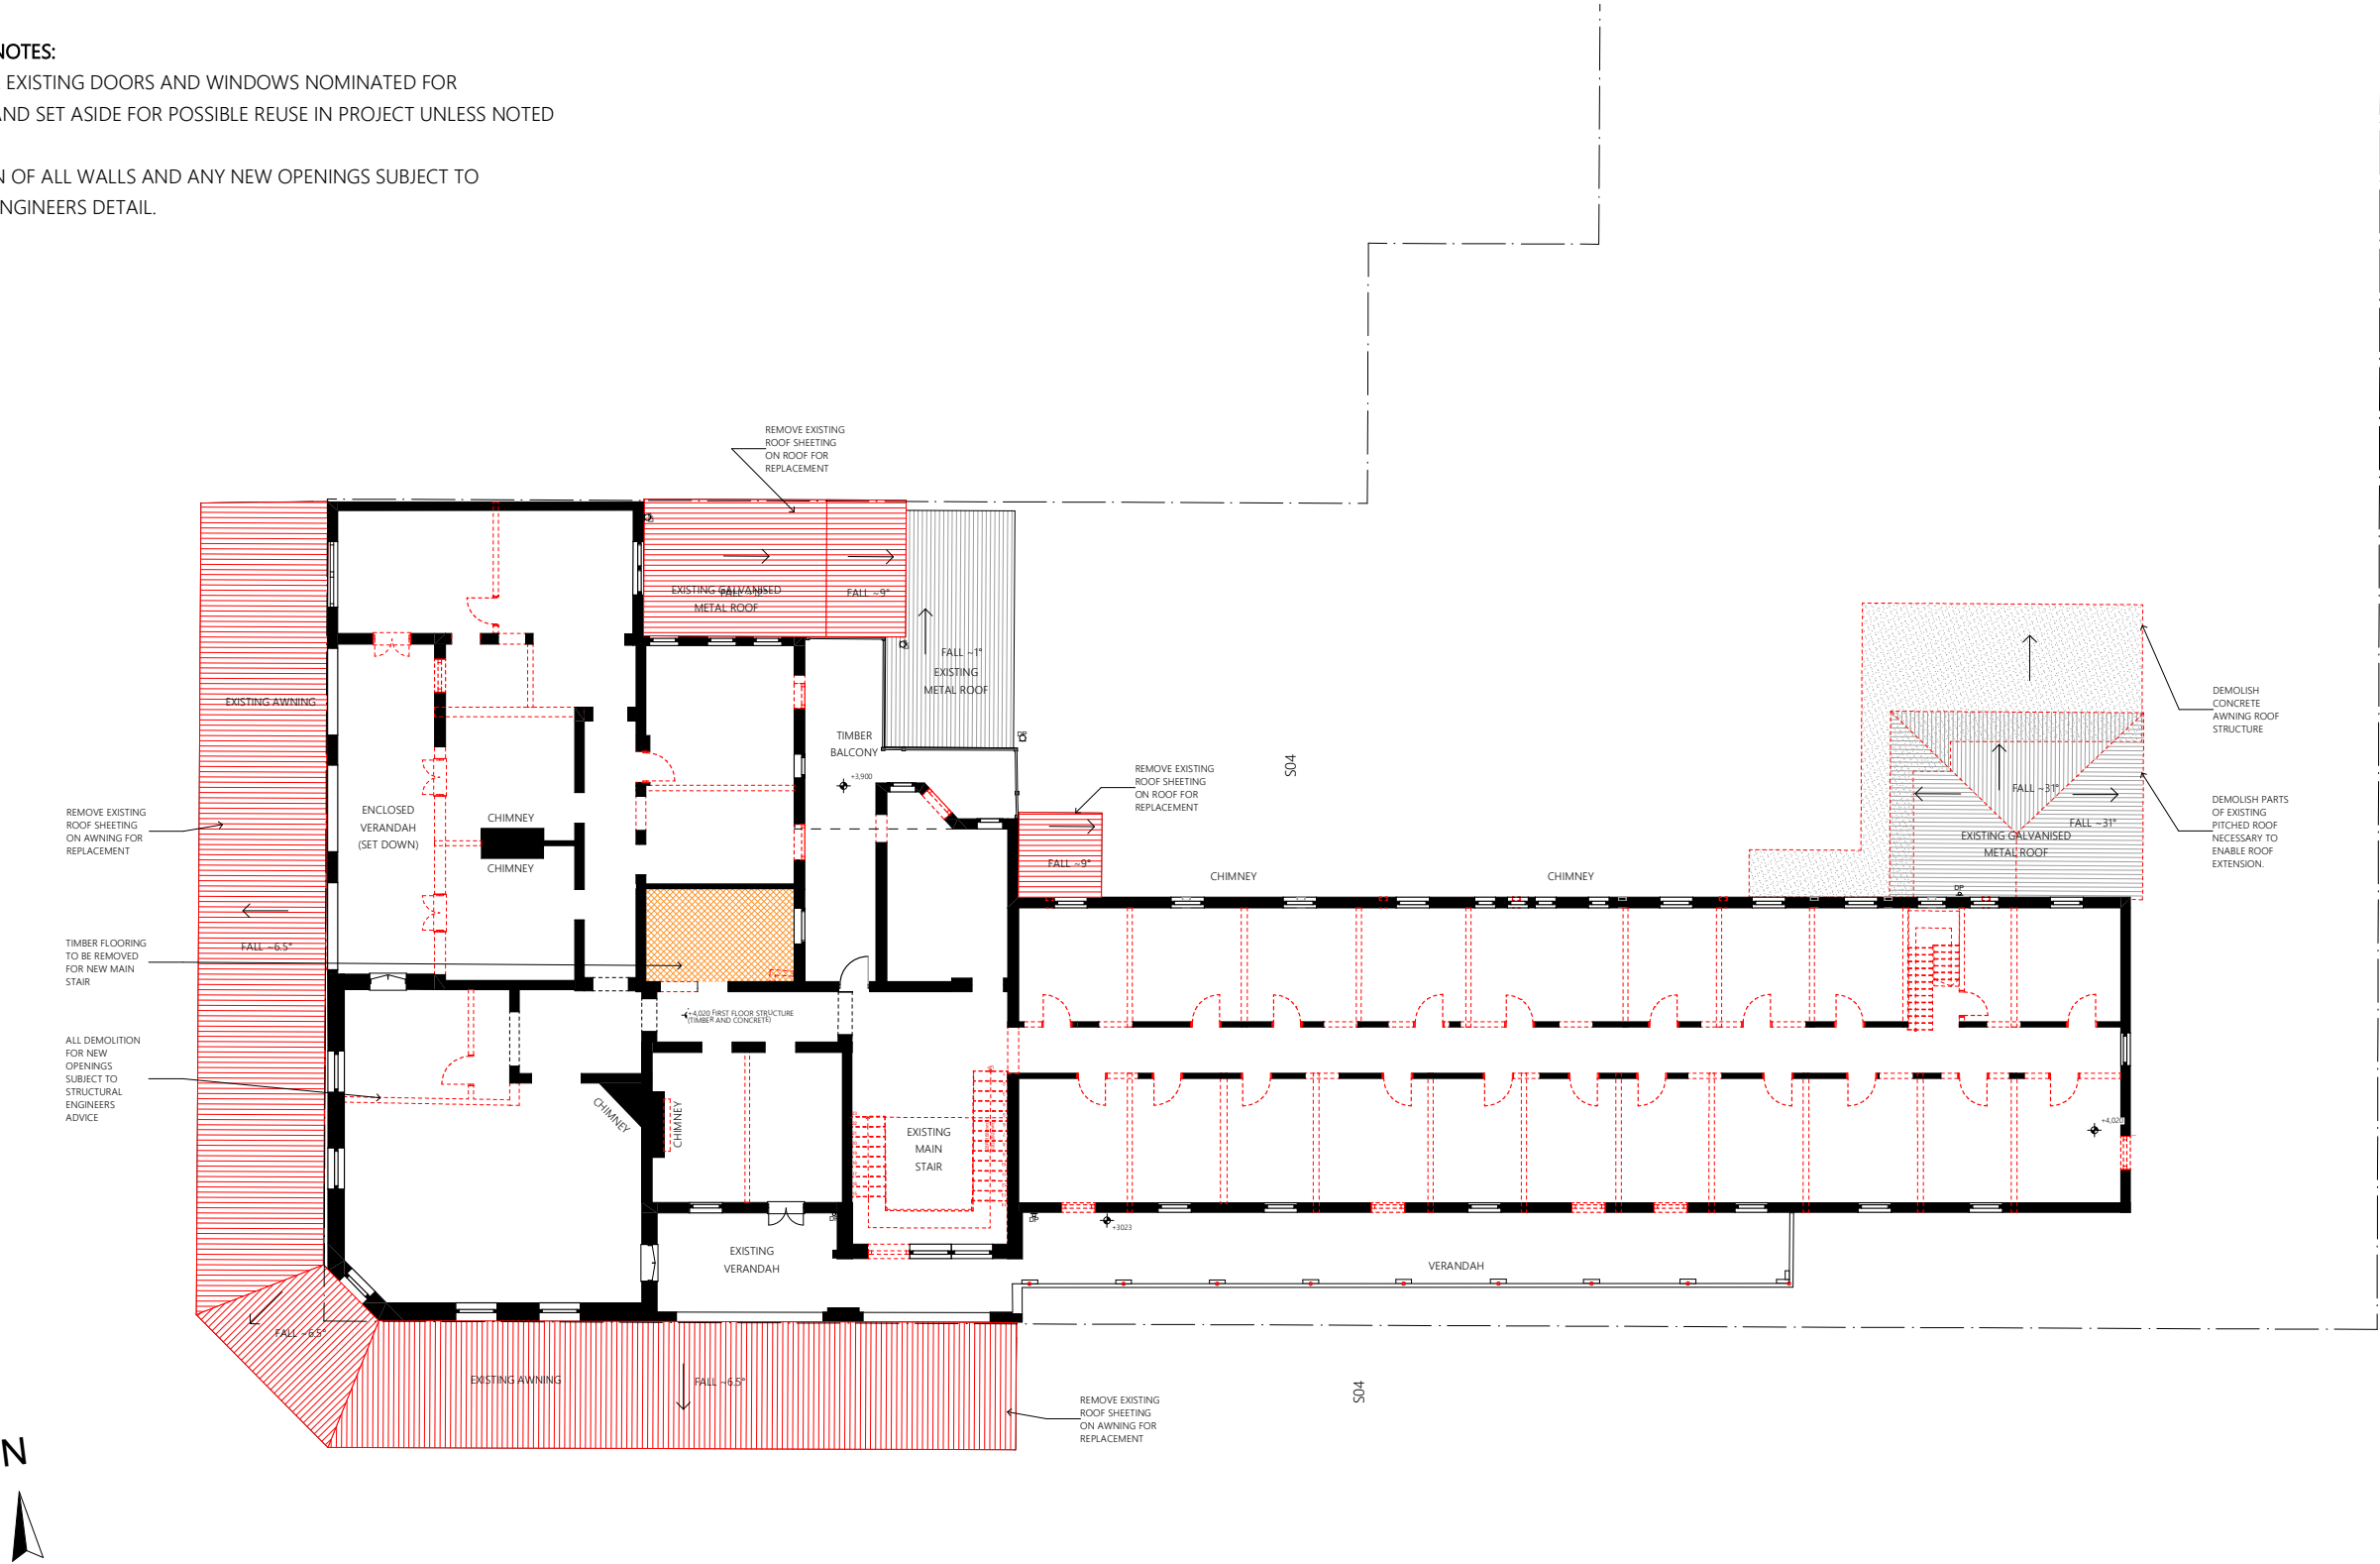 NOTES:
EXISTING DOORS AND WINDOWS NOMINATED FOR
AND SET ASIDE FOR POSSIBLE REUSE IN PROJECT UNLESS NOTED
N OF ALL WALLS AND ANY NEW OPENINGS SUBJECT TO
NGINEERS DETAIL.
REMOVE EXISTING
ROOF SHEETING
ON ROOF FOR
REPLACEMENT
EXISTING GALVANISED
METAL ROOF
FALL ~9°
FALL ~1°
EXISTING
METAL ROOF
EXISTING AWNING
TIMBER
BALCONY
+3,900
DP
S04
REMOVE EXISTING
ROOF SHEETING
ON ROOF FOR
REPLACEMENT
FALL ~9°
DEMOLISH
CONCRETE
AWNING ROOF
STRUCTURE
FALL ~31°
FALL ~31°
EXISTING GALVANISED
METAL ROOF
DEMOLISH PARTS
OF EXISTING
PITCHED ROOF
NECESSARY TO
ENABLE ROOF
EXTENSION.
REMOVE EXISTING
ROOF SHEETING
ON AWNING FOR
REPLACEMENT
ENCLOSED
VERANDAH
(SET DOWN)
CHIMNEY
CHIMNEY
CHIMNEY
CHIMNEY
DP
FALL ~6.5°
TIMBER FLOORING
TO BE REMOVED
FOR NEW MAIN
STAIR
+4,020 FIRST FLOOR STRUCTURE
(TIMBER AND CONCRETE)
ALL DEMOLITION
FOR NEW
OPENINGS
SUBJECT TO
STRUCTURAL
ENGINEERS
ADVICE
CHIMNEY
CHIMNEY
EXISTING
MAIN
STAIR
+4,020
DP
DP
+3023
EXISTING
VERANDAH
VERANDAH
FALL ~6.5°
EXISTING AWNING
FALL ~6.5°
S04
REMOVE EXISTING
ROOF SHEETING
ON AWNING FOR
REPLACEMENT
N